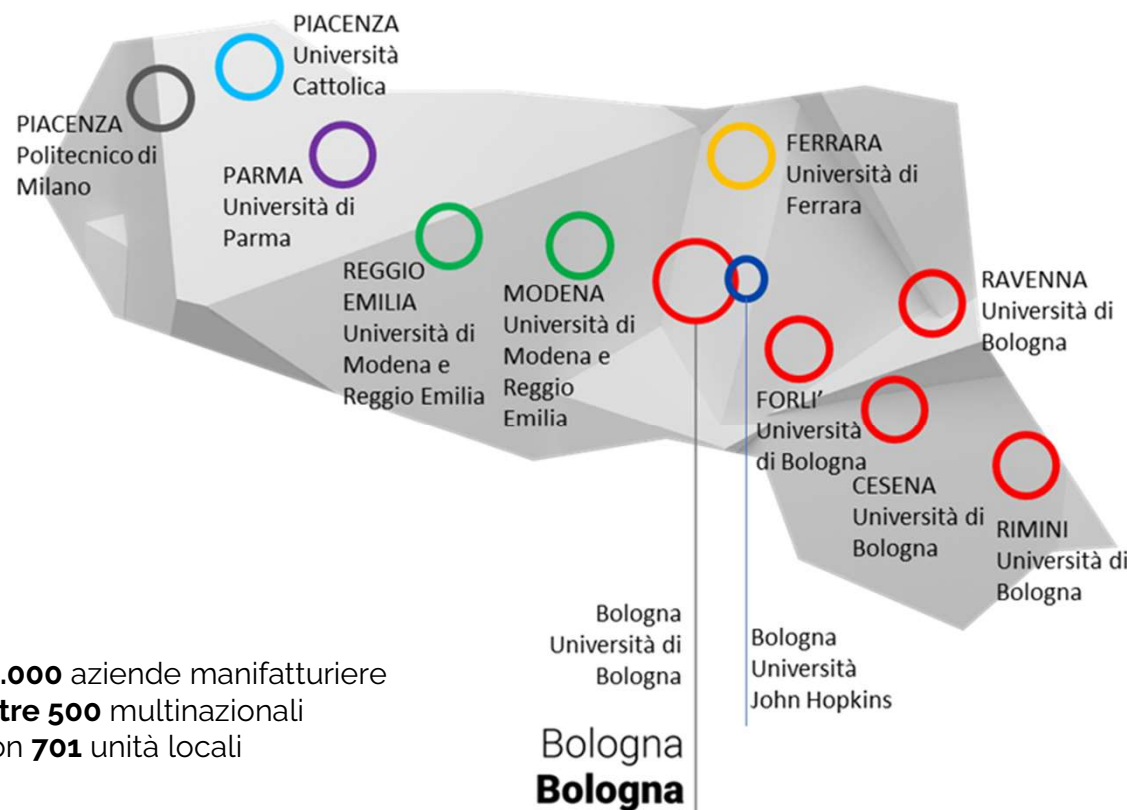 PIACENZA
Università
Cattolica
PIACENZA
Politecnico di
Milano
PARMA
Università di
Parma
FERRARA
Università di
Ferrara
REGGIO
EMILIA
Università di
Modena e
Reggio Emilia
MODENA
Università di
Modena e
Reggio
Emilia
RAVENNA
Università di
Bologna
FORLI’
Università
di Bologna
CESENA
Università di
Bologna
RIMINI
Università di
Bologna
Bologna
Università di
Bologna
Bologna
Università
John Hopkins
.000 aziende manifatturiere
tre 500 multinazionali
on 701 unità locali
Bologna
Bologna